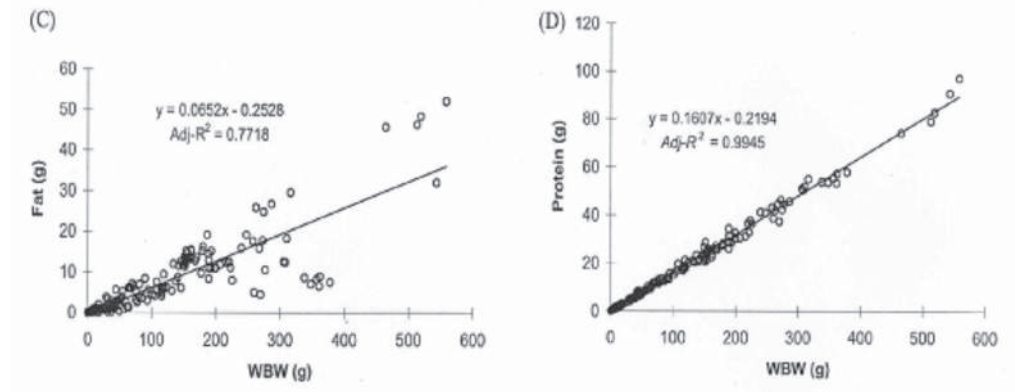 (C)
60
50
40
30
20
10
0
Fat (g)
y = 0.0652x - 0.2528
Adj-R² = 0.7718
0 100 200 300 400 500 600
WBW (g)
(D)
120
100
80
60
40
20
0
Protein (g)
y = 0.1607x - 0.2194
Adj-R² = 0.9945
0 100 200 300 400 500 600
WBW (g)